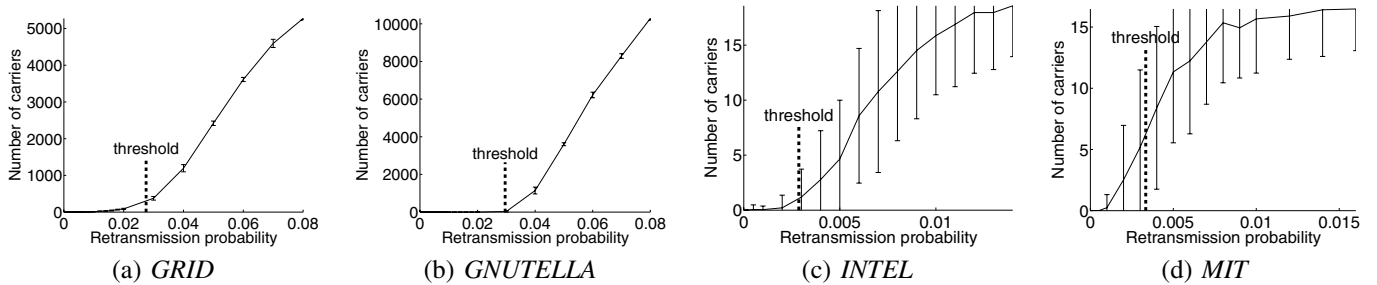 5000
4000
3000
2000
1000
0
Number of carriers
threshold
0 0.02 0.04 0.06 0.08
Retransmission probability
(a) GRID
10000
8000
6000
4000
2000
0
Number of carriers
threshold
0 0.02 0.04 0.06 0.08
Retransmission probability
(b) GNUTELLA
15
10
5
0
Number of carriers
threshold
0 0.005 0.01
Retransmission probability
(c) INTEL
15
10
5
0
Number of carriers
threshold
0 0.005 0.01 0.015
Retransmission probability
(d) MIT